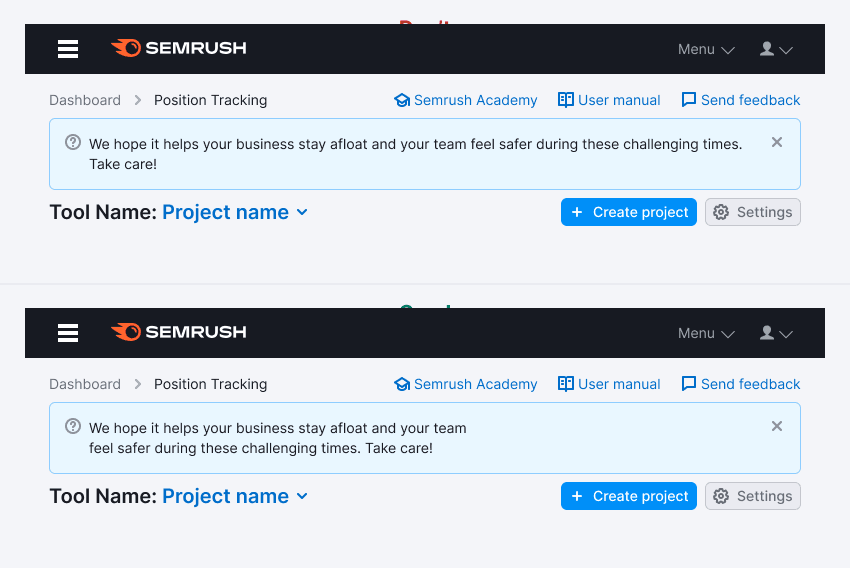 SEMRUSH Menu
Dashboard Position Tracking Semrush Academy User manual Send feedback
We hope it helps your business stay afloat and your team feel safer during these challenging times.
Take care!
Tool Name: Project name + Create project Settings
SEMRUSH Menu
Dashboard Position Tracking Semrush Academy User manual Send feedback
We hope it helps your business stay afloat and your team
feel safer during these challenging times. Take care!
Tool Name: Project name + Create project Settings